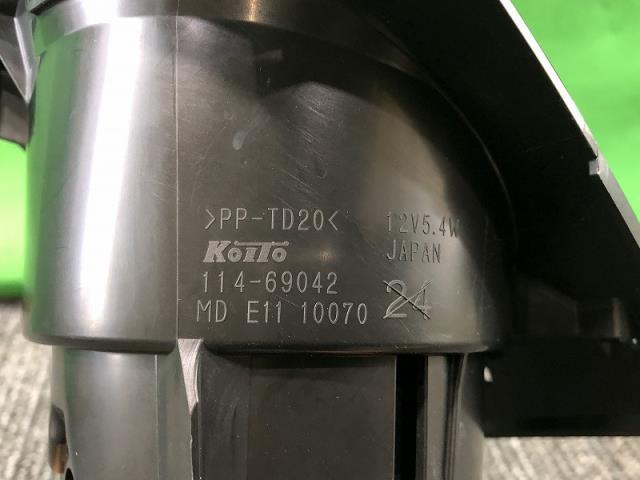 >PP-TD20< 12V5.4W
KOITO JAPAN
114-69042
MD E11 10070 24